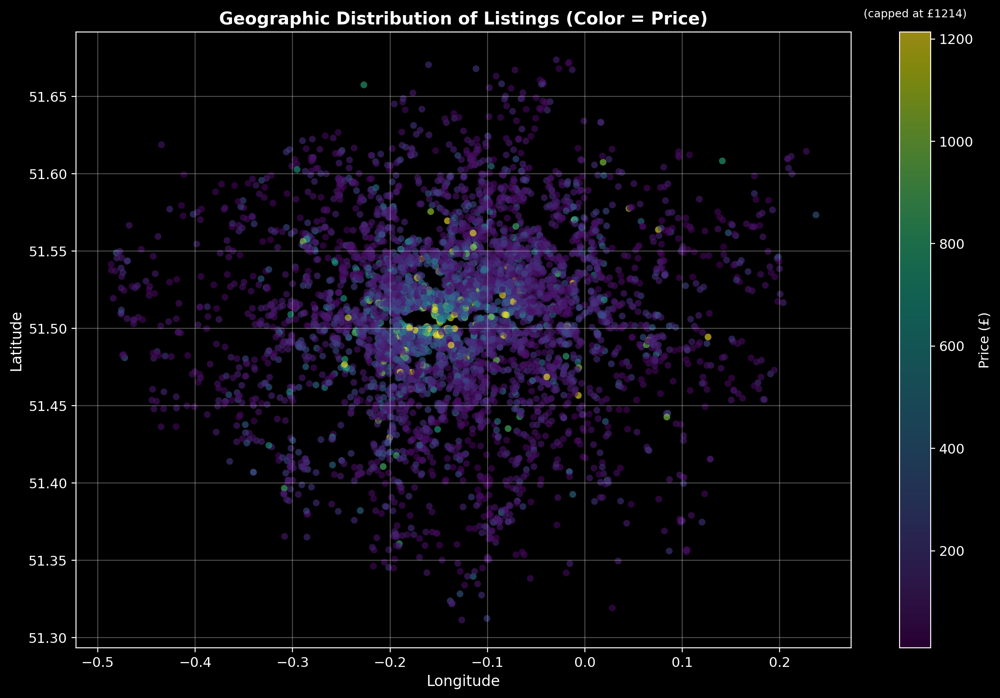 Geographic Distribution of Listings (Color = Price)
(capped at £1214)
1200
1000
800
600
400
200
Price (£)
51.65
51.60
51.55
51.50
51.45
51.40
51.35
51.30
Latitude
−0.5 −0.4 −0.3 −0.2 −0.1 0.0 0.1 0.2
Longitude